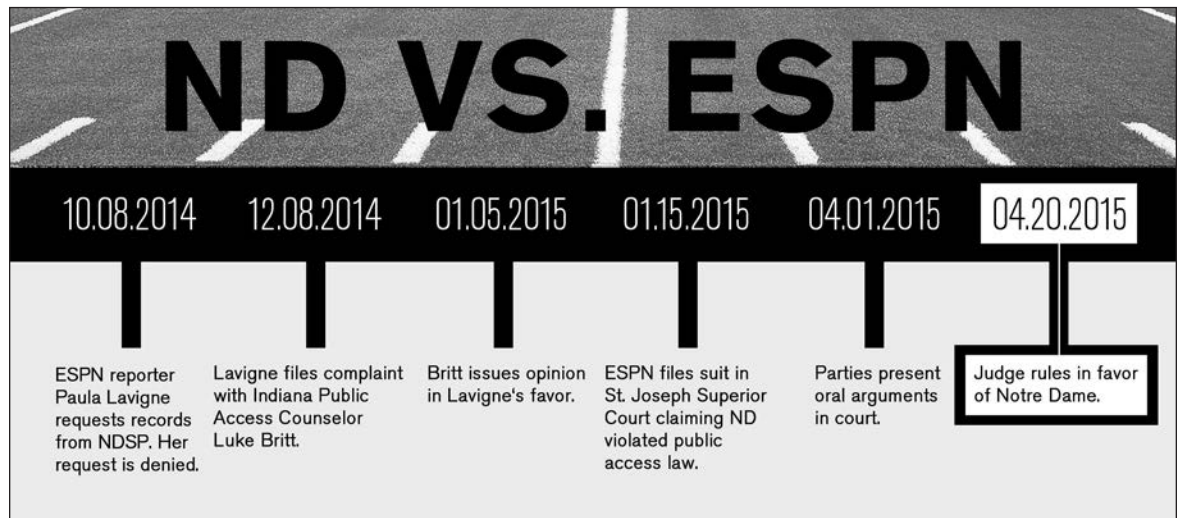 ND VS. ESPN
10.08.2014
12.08.2014
01.05.2015
01.15.2015
04.01.2015
04.20.2015
ESPN reporter
Paula Lavigne
requests records
from NDSP. Her
request is denied.
Lavigne files complaint
with Indiana Public
Access Counselor
Luke Britt.
Britt issues opinion
in Lavigne's favor.
ESPN files suit in
St. Joseph Superior
Court claiming ND
violated public
access law.
Parties present
oral arguments
in court.
Judge rules in favor
of Notre Dame.